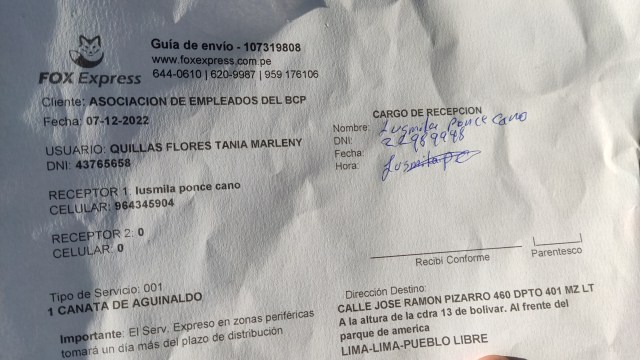 Guía de envío - 107319808
www.foxexpress.com.pe
FOX Express
644-0610 | 620-9987 | 959 176106
Cliente: ASOCIACION DE EMPLEADOS DEL BCP
Fecha: 07-12-2022
USUARIO: QUILLAS FLORES TANIA MARLENY
DNI: 43765658
RECEPTOR 1: lusmila ponce cano
CELULAR: 964345904
RECEPTOR 2: 0
CELULAR: 0
Tipo de Servicio: 001
1 CANATA DE AGUINALDO
Importante: El Serv. Expreso en zonas periféricas
tomará un día más del plazo de distribución
CARGO DE RECEPCION
Nombre: Lusmila Ponce cano
DNI: 22989998
Fecha:
Hora:
Recibí Conforme
Parentesco
Dirección Destino:
CALLE JOSE RAMON PIZARRO 460 DPTO 401 MZ LT
A la altura de la cdra 13 de bolivar. Al frente del
parque de america
LIMA-LIMA-PUEBLO LIBRE